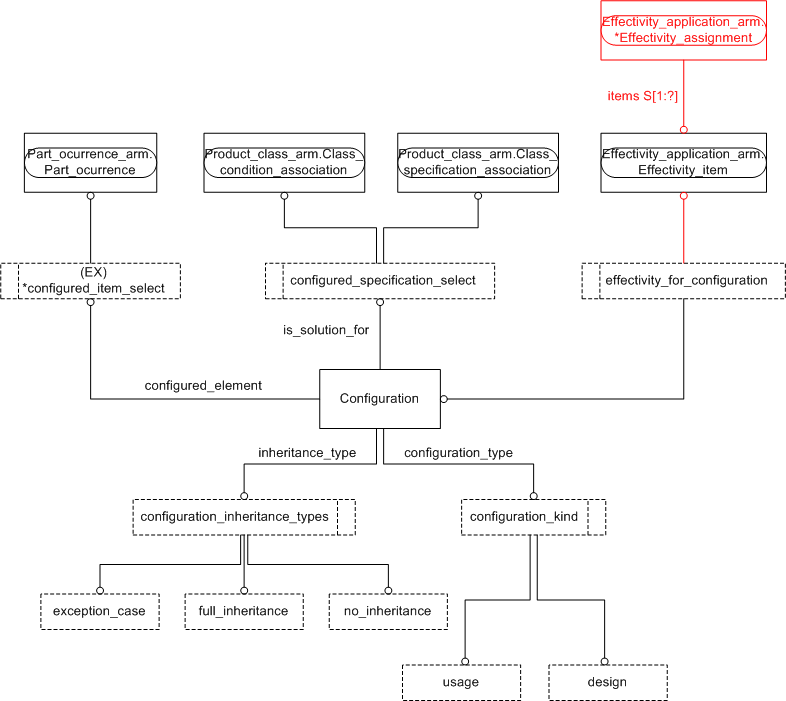 Effectivity_application_arm.
*Effectivity_assignment
items S[1:?]
Part_ocurrence_arm.
Part_ocurrence
Product_class_arm.Class_
condition_association
Product_class_arm.Class_
specification_association
Effectivity_application_arm.
Effectivity_item
(EX)
*configured_item_select
configured_specification_select
effectivity_for_configuration
is_solution_for
configured_element
Configuration
inheritance_type
configuration_type
configuration_inheritance_types
configuration_kind
exception_case
full_inheritance
no_inheritance
usage
design